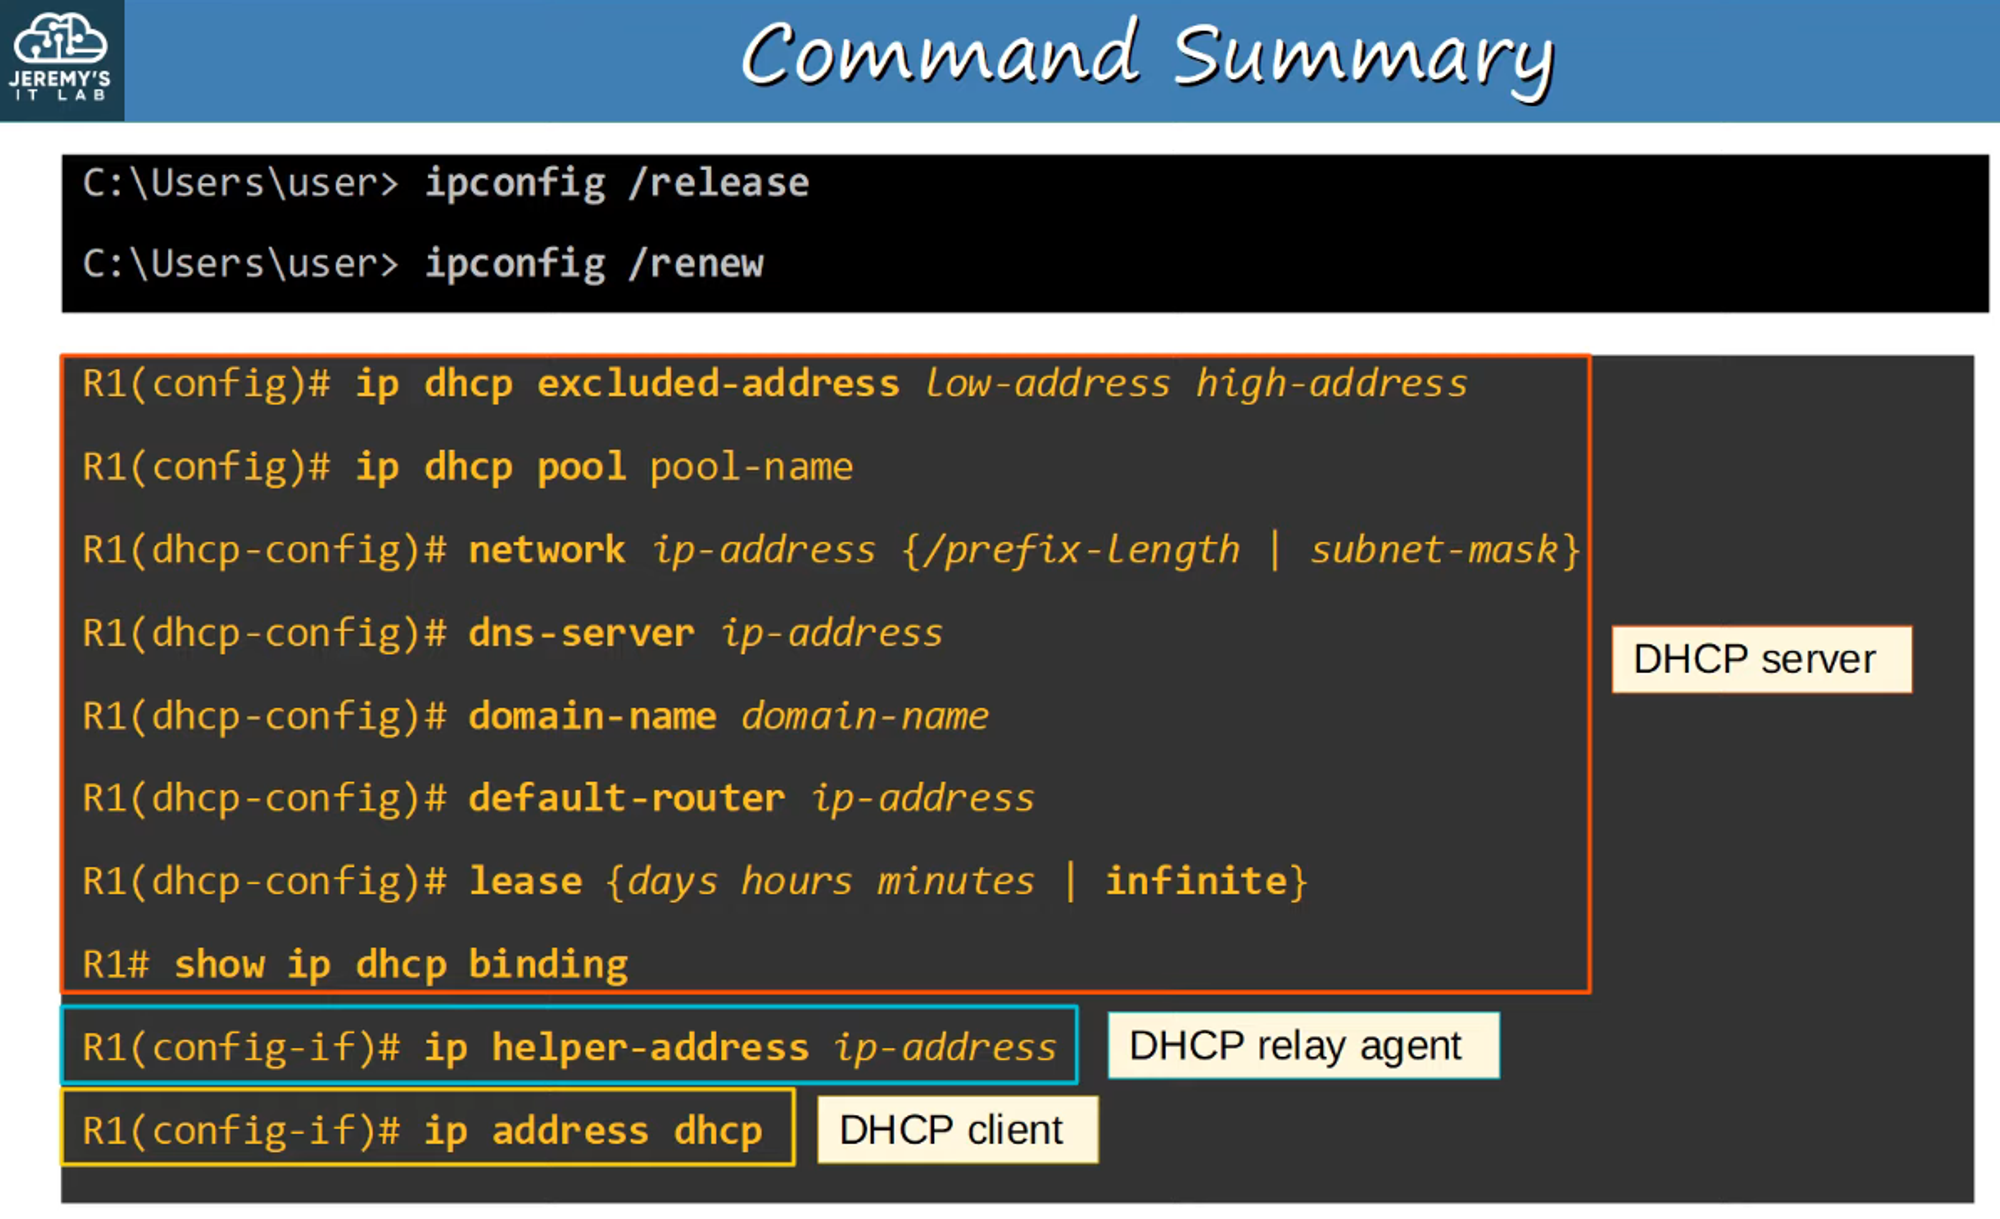 JEREMY'S
IT LAB
Command Summary
C:\Users\user> ipconfig /release
C:\Users\user> ipconfig /renew
R1(config)# ip dhcp excluded-address low-address high-address
R1(config)# ip dhcp pool pool-name
R1(dhcp-config)# network ip-address {/prefix-length | subnet-mask}
R1(dhcp-config)# dns-server ip-address
DHCP server
R1(dhcp-config)# domain-name domain-name
R1(dhcp-config)# default-router ip-address
R1(dhcp-config)# lease {days hours minutes | infinite}
R1# show ip dhcp binding
R1(config-if)# ip helper-address ip-address
DHCP relay agent
R1(config-if)# ip address dhcp
DHCP client